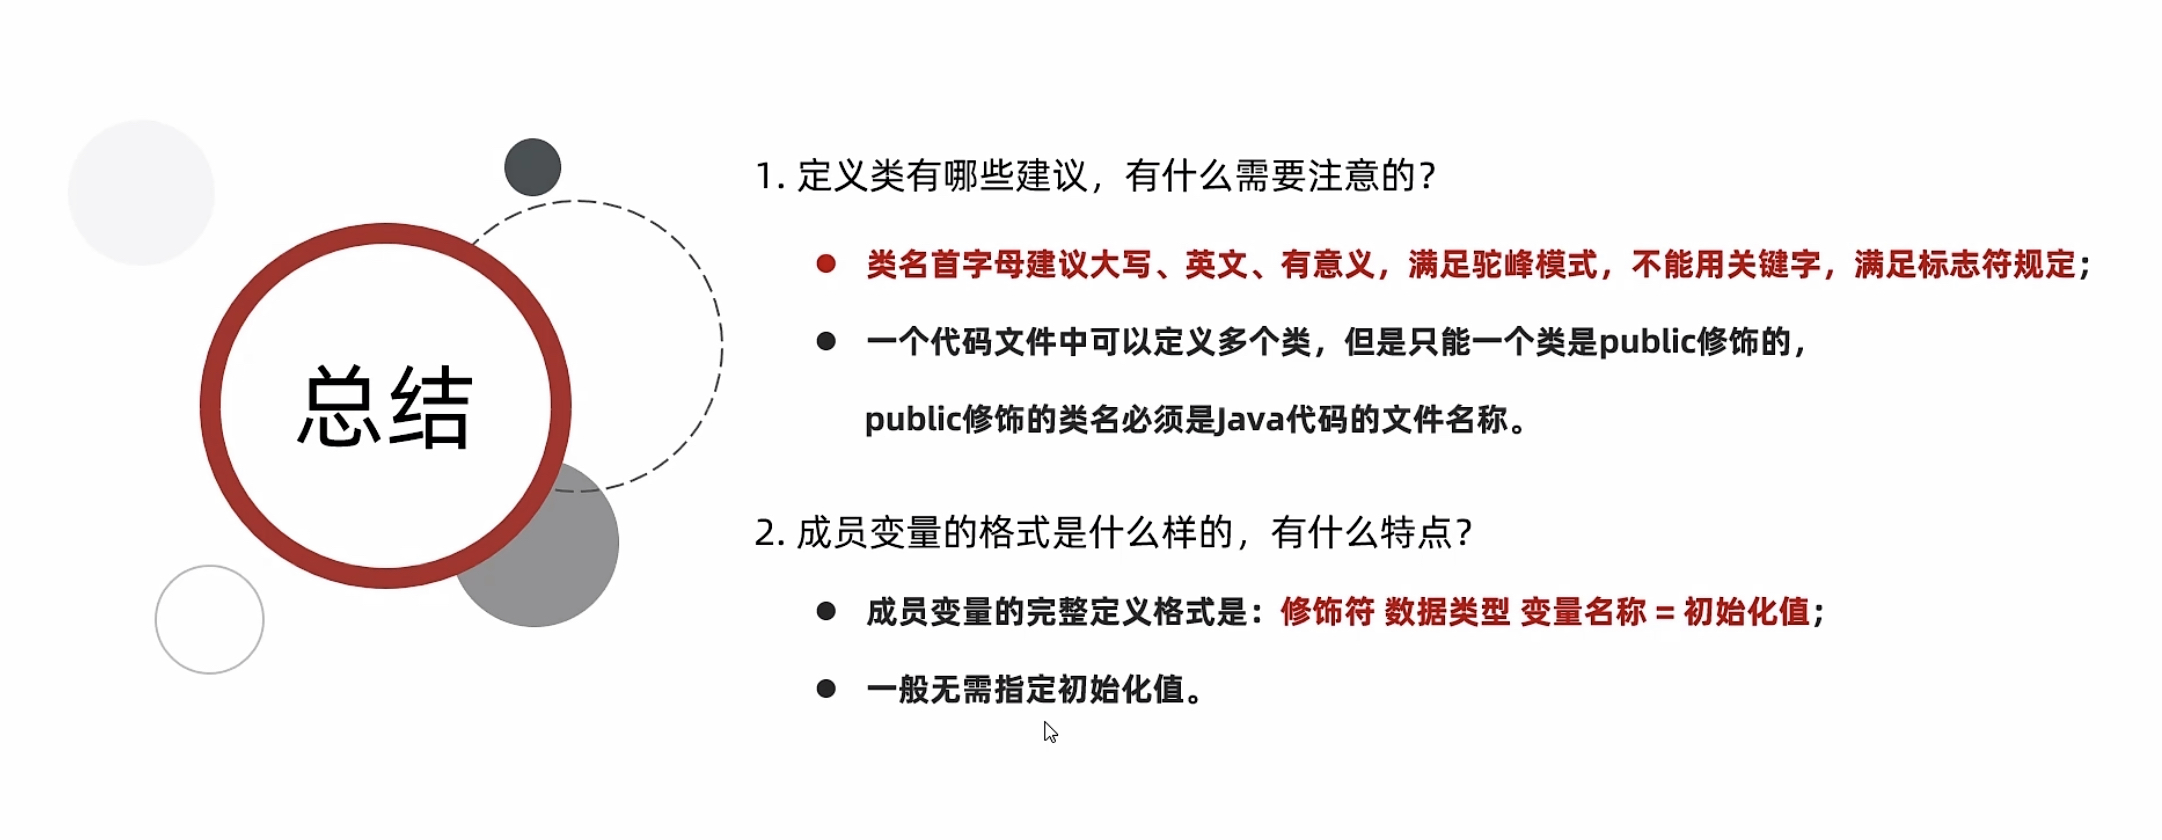 总结
1. 定义类有哪些建议，有什么需要注意的？
类名首字母建议大写、英文、有意义，满足驼峰模式，不能用关键字，满足标志符规定；
一个代码文件中可以定义多个类，但是只能一个类是public修饰的，
public修饰的类名必须是Java代码的文件名称。
2. 成员变量的格式是什么样的，有什么特点？
成员变量的完整定义格式是：修饰符 数据类型 变量名称 = 初始化值；
一般无需指定初始化值。